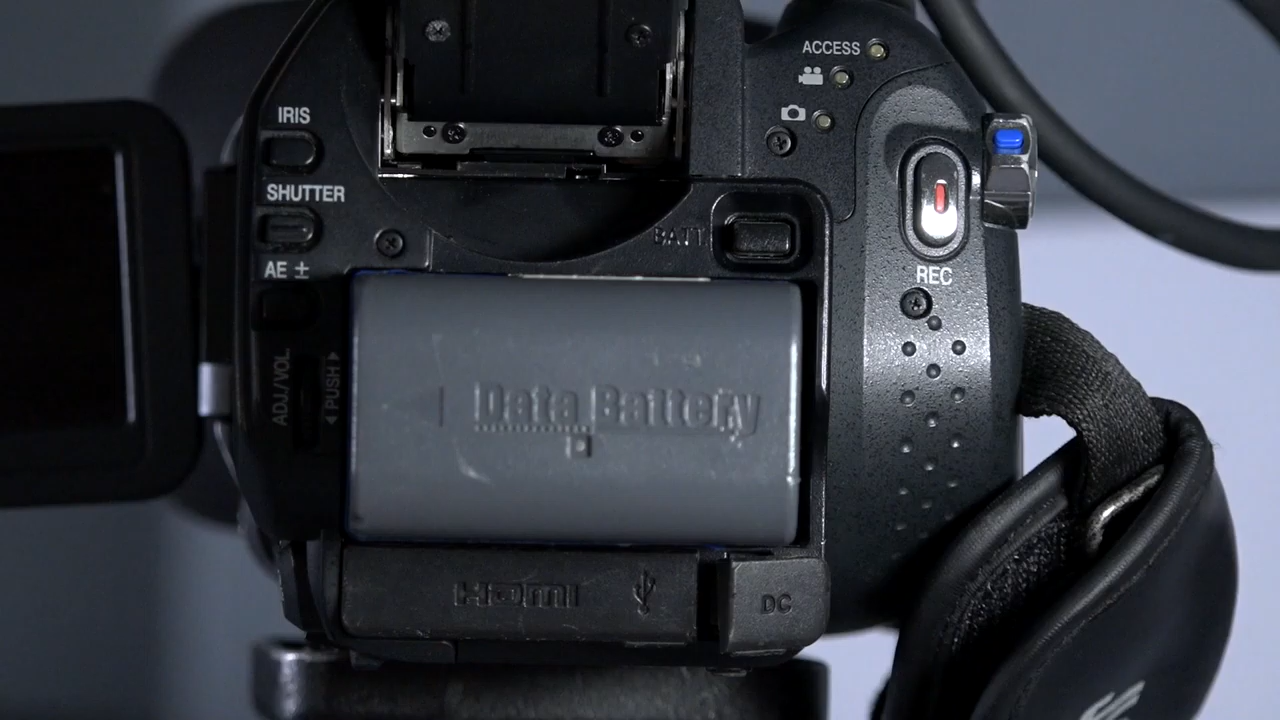 ACCESS
IRIS
SHUTTER
BATT
AE ±
REC
ADJ./VOL.
◀ PUSH ▶
Data Battery
HDMI
DC